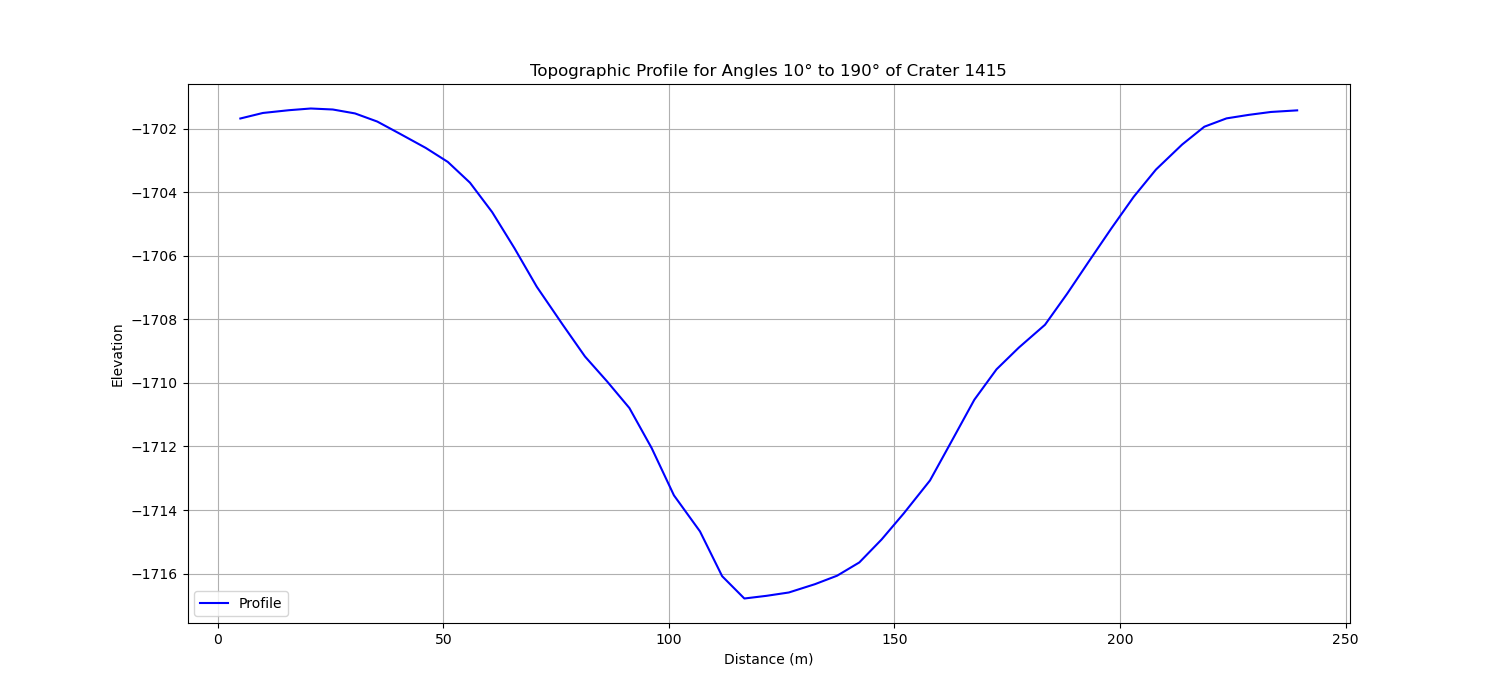 Topographic Profile for Angles 10° to 190° of Crater 1415
−1702
−1704
−1706
−1708
−1710
−1712
−1714
−1716
Elevation
Profile
0 50 100 150 200 250
Distance (m)